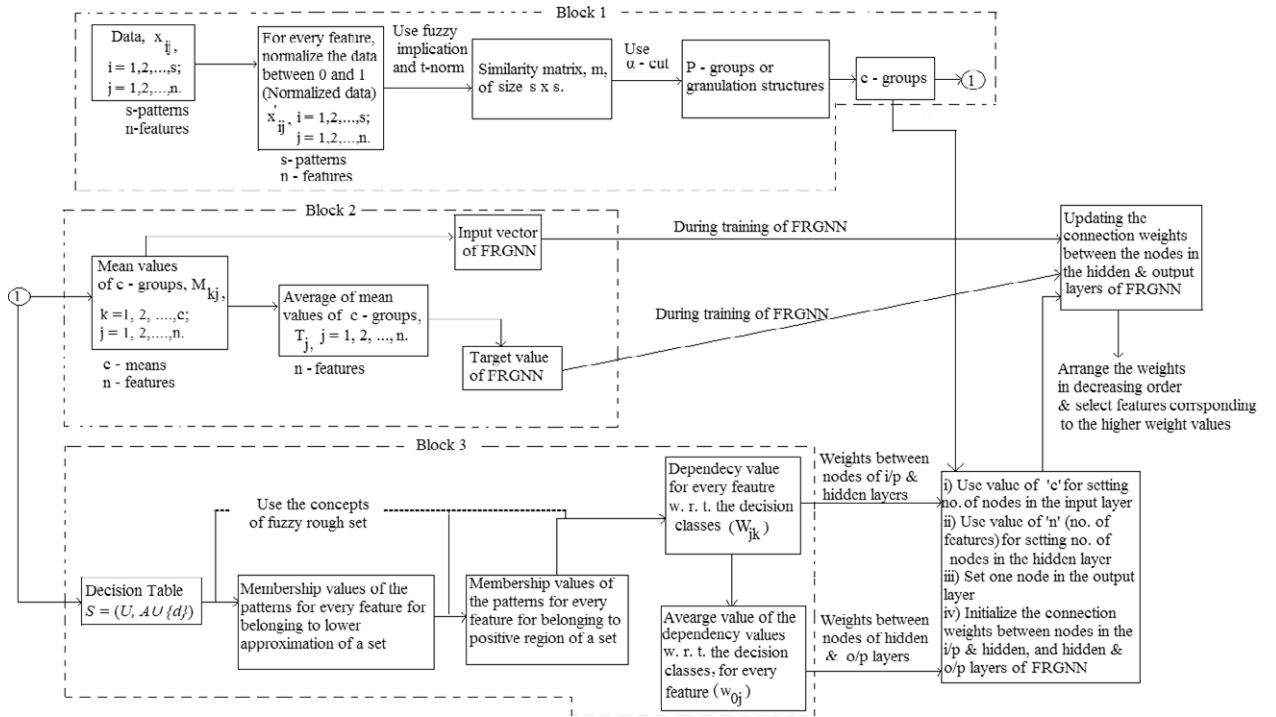 Block 1
Data, x ij,
i = 1,2,...,s;
j = 1,2,...,n.
s-patterns
n-features
For every feature,
normalize the data
between 0 and 1
(Normalized data)
x'ij, i = 1,2,...,s;
j = 1,2,...,n.
s- patterns
n - features
Use fuzzy
implication
and t-norm
Similarity matrix, m,
of size s x s.
Use
α - cut
P - groups or
granulation structures
c - groups
1
Block 2
1
Mean values
of c - groups, M kj,
k =1, 2, ....,c;
j = 1, 2,....,n.
c - means
n - features
Average of mean
values of c - groups,
T j, j = 1, 2, ..., n.
n - features
Input vector
of FRGNN
Target value
of FRGNN
During training of FRGNN
During training of FRGNN
Updating the
connection weights
between the nodes in
the hidden & output
layers of FRGNN
Arrange the weights
in decreasing order
& select features corrsponding
to the higher weight values
Block 3
Use the concepts
of fuzzy rough set
Decision Table
S = (U, A U {d})
Membership values of the
patterns for every feature for
belonging to lower
approximation of a set
Membership values of
the patterns for every
feature for belonging to
positive region of a set
Dependecy value
for every feautre
w. r. t. the decision
classes (W jk)
Avearge value of the
dependency values
w. r. t. the decision
classes, for every
feature (w 0j)
Weights between
nodes of i/p &
hidden layers
Weights between
nodes of hidden
& o/p layers
i) Use value of 'c' for setting
no. of nodes in the input layer
ii) Use value of 'n' (no. of
features) for setting no. of
nodes in the hidden layer
iii) Set one node in the output
layer
iv) Initialize the connection
weights between nodes in the
i/p & hidden, and hidden &
o/p layers of FRGNN